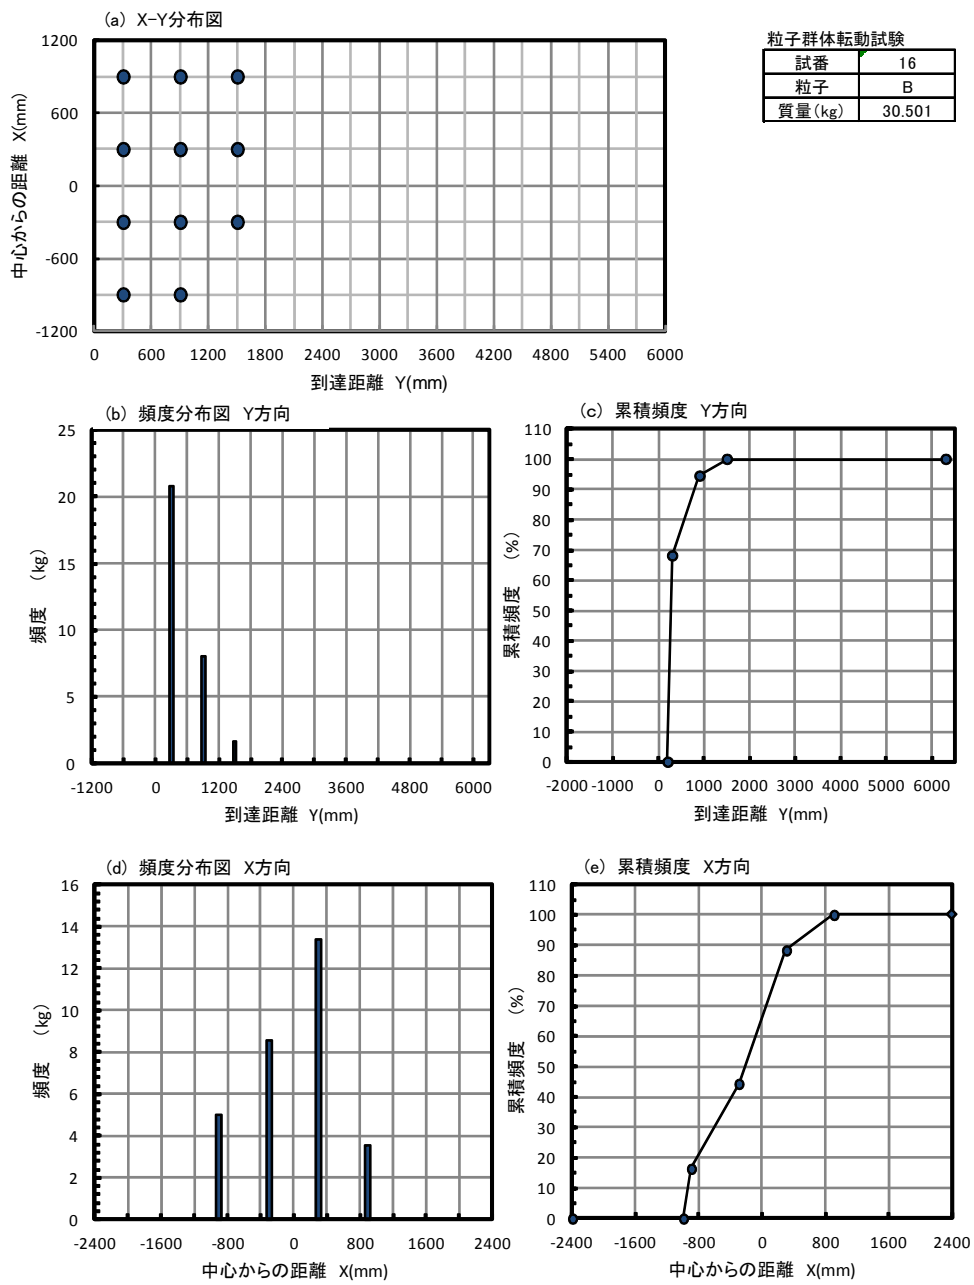 (a) X-Y分布図
1200
600
0
-600
-1200
中心からの距離 X(mm)
0 600 1200 1800 2400 3000 3600 4200 4800 5400 6000
到達距離 Y(mm)
粒子群体転動試験
試番 16
粒子 B
質量(kg) 30.501
(b) 頻度分布図 Y方向
25
20
15
10
5
0
頻度 (kg)
-1200 0 1200 2400 3600 4800 6000
到達距離 Y(mm)
(c) 累積頻度 Y方向
110
100
90
80
70
60
50
40
30
20
10
0
累積頻度 (%)
-2000 -1000 0 1000 2000 3000 4000 5000 6000
到達距離 Y(mm)
(d) 頻度分布図 X方向
16
14
12
10
8
6
4
2
0
頻度 (kg)
-2400 -1600 -800 0 800 1600 2400
中心からの距離 X(mm)
(e) 累積頻度 X方向
110
100
90
80
70
60
50
40
30
20
10
0
累積頻度 (%)
-2400 -1600 -800 0 800 1600 2400
中心からの距離 X(mm)